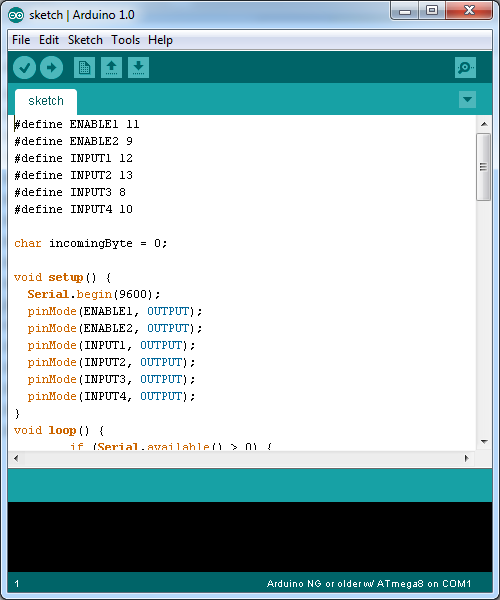 sketch | Arduino 1.0
File Edit Sketch Tools Help
sketch
#define ENABLE1 11
#define ENABLE2 9
#define INPUT1 12
#define INPUT2 13
#define INPUT3 8
#define INPUT4 10
char incomingByte = 0;
void setup() {
  Serial.begin(9600);
  pinMode(ENABLE1, OUTPUT);
  pinMode(ENABLE2, OUTPUT);
  pinMode(INPUT1, OUTPUT);
  pinMode(INPUT2, OUTPUT);
  pinMode(INPUT3, OUTPUT);
  pinMode(INPUT4, OUTPUT);
}
void loop() {
        if (Serial.available() > 0) {
1
Arduino NG or older w/ ATmega8 on COM1